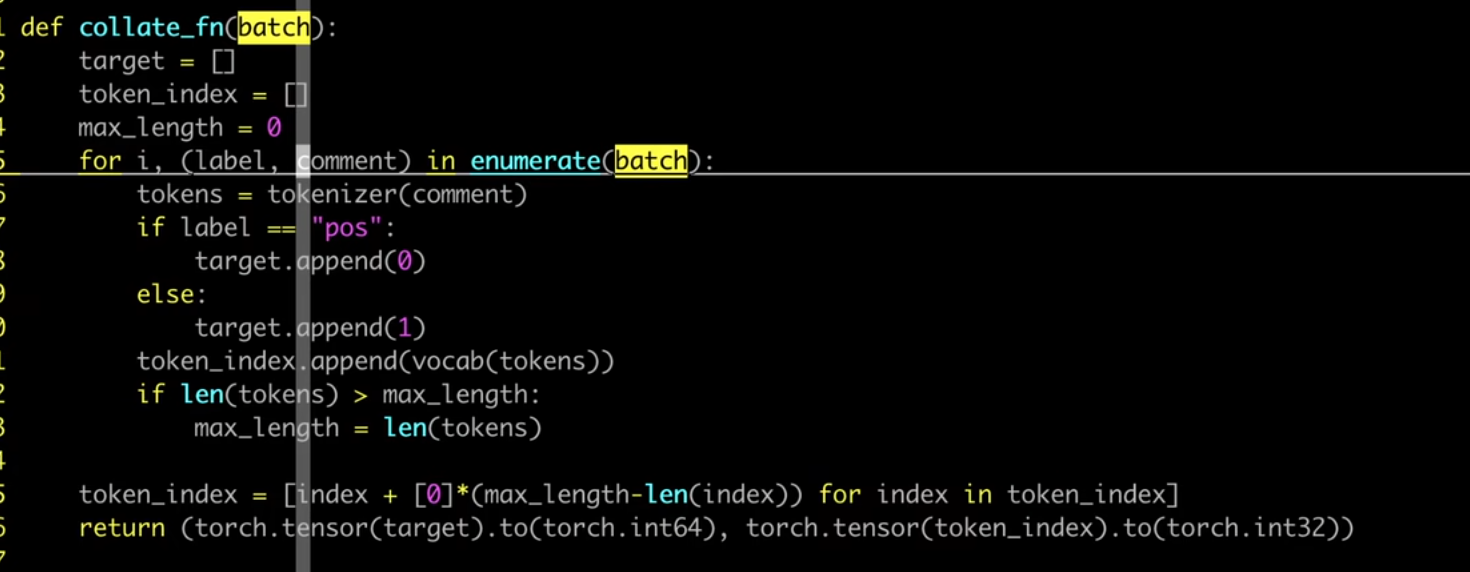 1 def collate_fn(batch):
2     target = []
3     token_index = []
4     max_length = 0
5     for i, (label, comment) in enumerate(batch):
6         tokens = tokenizer(comment)
7         if label == "pos":
8             target.append(0)
9         else:
0             target.append(1)
1         token_index.append(vocab(tokens))
2         if len(tokens) > max_length:
3             max_length = len(tokens)
4
5     token_index = [index + [0]*(max_length-len(index)) for index in token_index]
6     return (torch.tensor(target).to(torch.int64), torch.tensor(token_index).to(torch.int32))
7